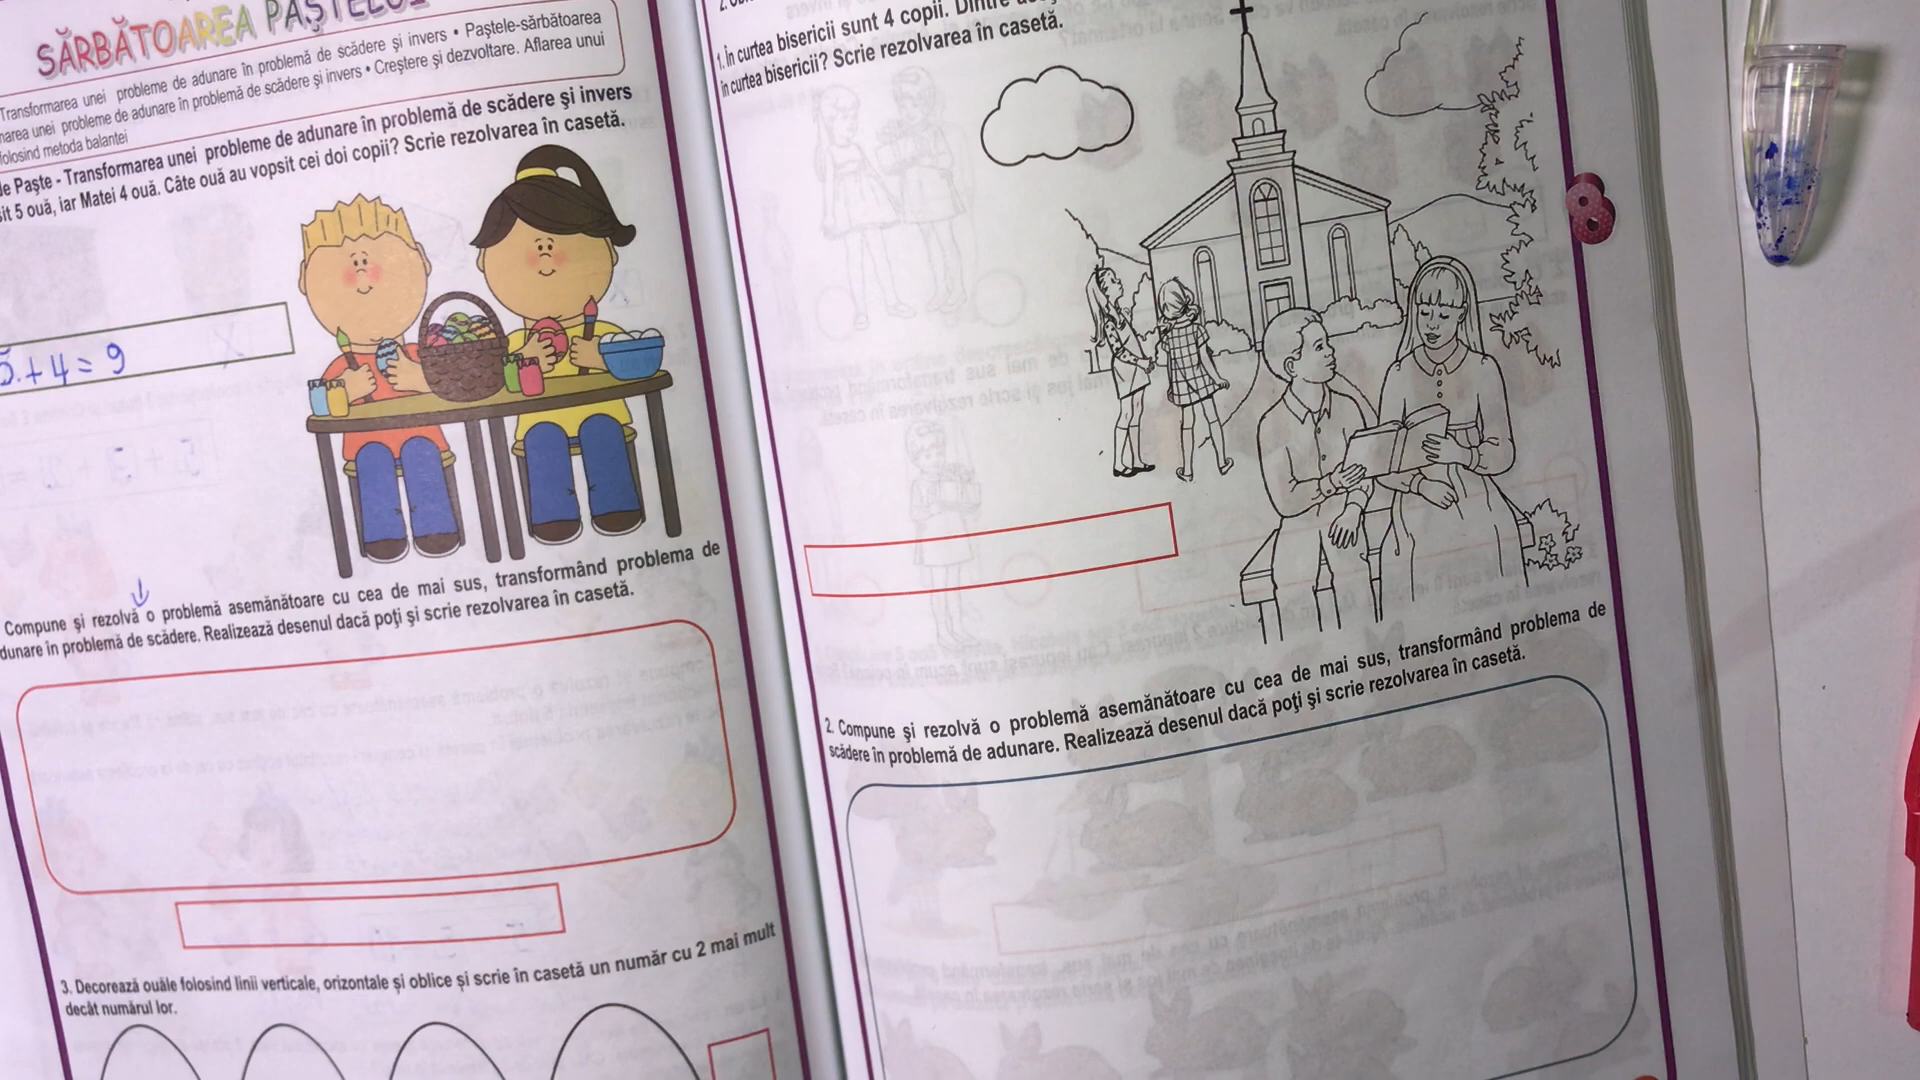 SĂRBĂTOAREA PAȘTELUI
Transformarea unei probleme de adunare în problemă de scădere şi invers • Paştele-sărbătoarea
narea unei probleme de adunare în problemă de scădere şi invers • Creştere şi dezvoltare. Aflarea unui
folosind metoda balanţei
de Paşte - Transformarea unei probleme de adunare în problemă de scădere şi invers
sit 5 ouă, iar Matei 4 ouă. Câte ouă au vopsit cei doi copii? Scrie rezolvarea în casetă.
5 + 4 = 9
Compune şi rezolvă o problemă asemănătoare cu cea de mai sus, transformând problema de
dunare în problemă de scădere. Realizează desenul dacă poţi şi scrie rezolvarea în casetă.
3. Decorează ouăle folosind linii verticale, orizontale şi oblice şi scrie în casetă un număr cu 2 mai mult
decât numărul lor.
1. În curtea bisericii sunt 4 copii. Dintre
în curtea bisericii? Scrie rezolvarea în casetă.
2. Compune şi rezolvă o problemă asemănătoare cu cea de mai sus, transformând problema de
scădere în problemă de adunare. Realizează desenul dacă poţi şi scrie rezolvarea în casetă.